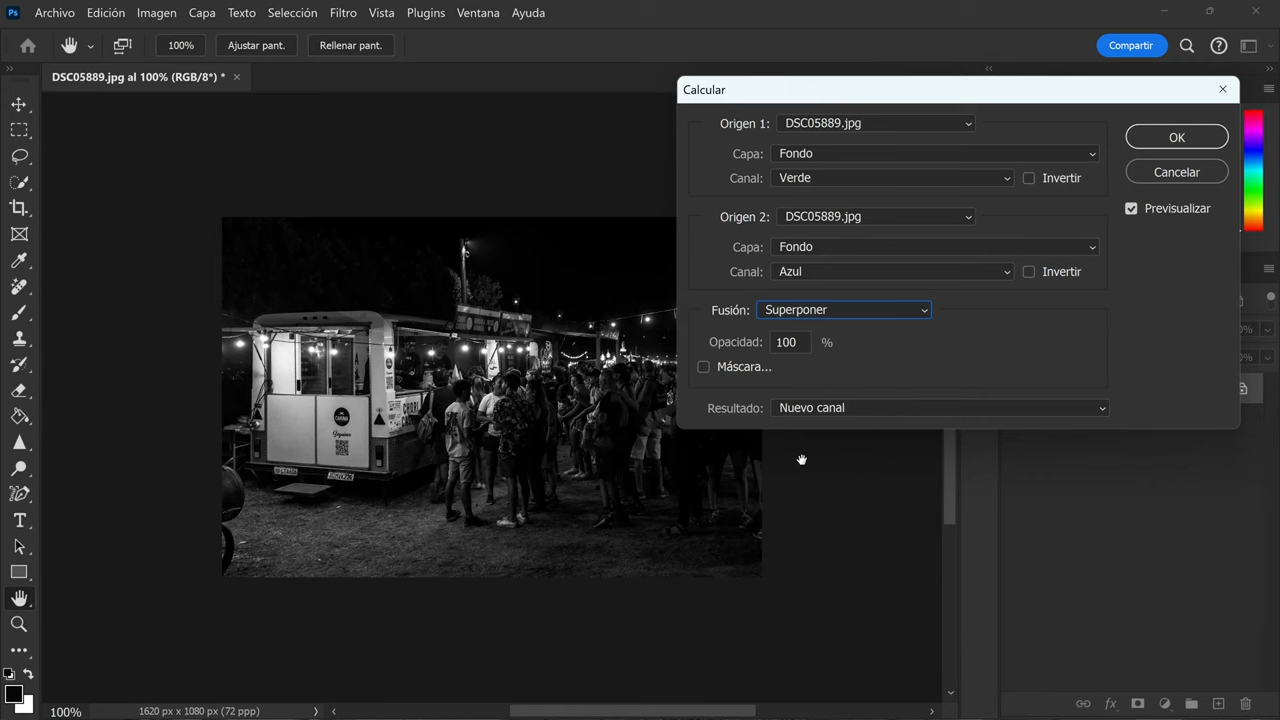 Ps Archivo Edición Imagen Capa Texto Selección Filtro Vista Plugins Ventana Ayuda
100% Ajustar pant. Rellenar pant. Compartir
DSC05889.jpg al 100% (RGB/8*) *
Calcular
Origen 1: DSC05889.jpg
Capa: Fondo
Canal: Verde Invertir
OK
Cancelar
Previsualizar
Origen 2: DSC05889.jpg
Capa: Fondo
Canal: Azul Invertir
Fusión: Superponer
Opacidad: 100 %
Máscara...
Resultado: Nuevo canal
CHORI
100% 1620 px x 1080 px (72 ppp)